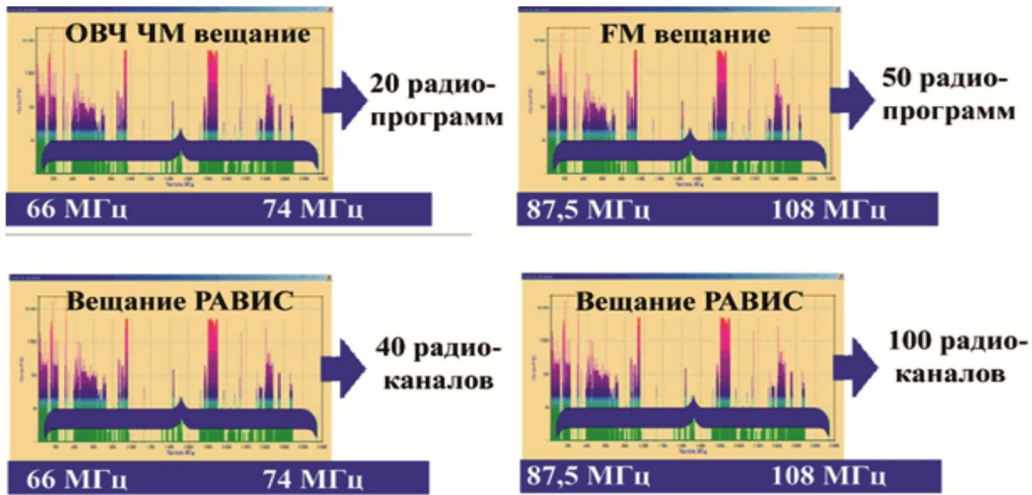 ОВЧ ЧМ вещание
20 радио-
программ
66 МГц 74 МГц
FM вещание
50 радио-
программ
87,5 МГц 108 МГц
Вещание РАВИС
40 радио-
каналов
66 МГц 74 МГц
Вещание РАВИС
100 радио-
каналов
87,5 МГц 108 МГц